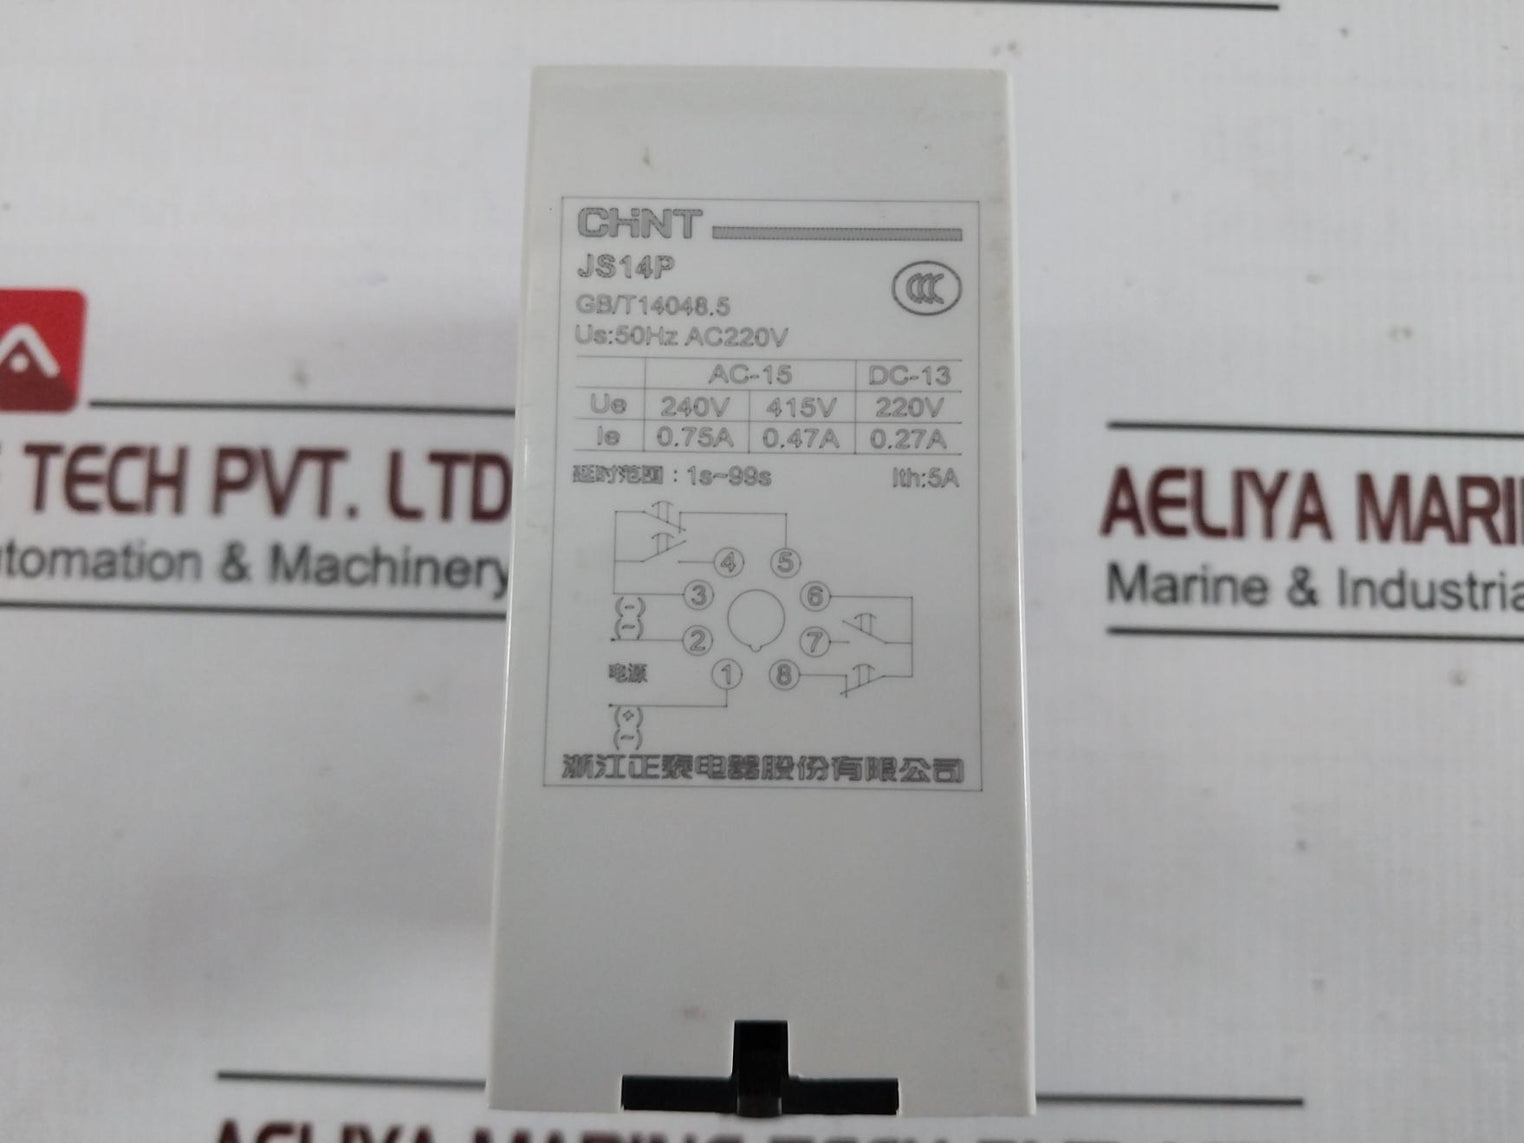 CHiNT
JS14P
GB/T14048.5
Us:50Hz AC220V
CCC
AC-15 DC-13
Ue 240V 415V 220V
Ie 0.75A 0.47A 0.27A
延时范围：1s~99s Ith:5A
4 5
3 6
(-)
(~)
2 7
电源 1 8
(+)
(~)
浙江正泰电器股份有限公司
TECH PVT. LTD
utomation & Machinery
AELIYA MARI
Marine & Industria